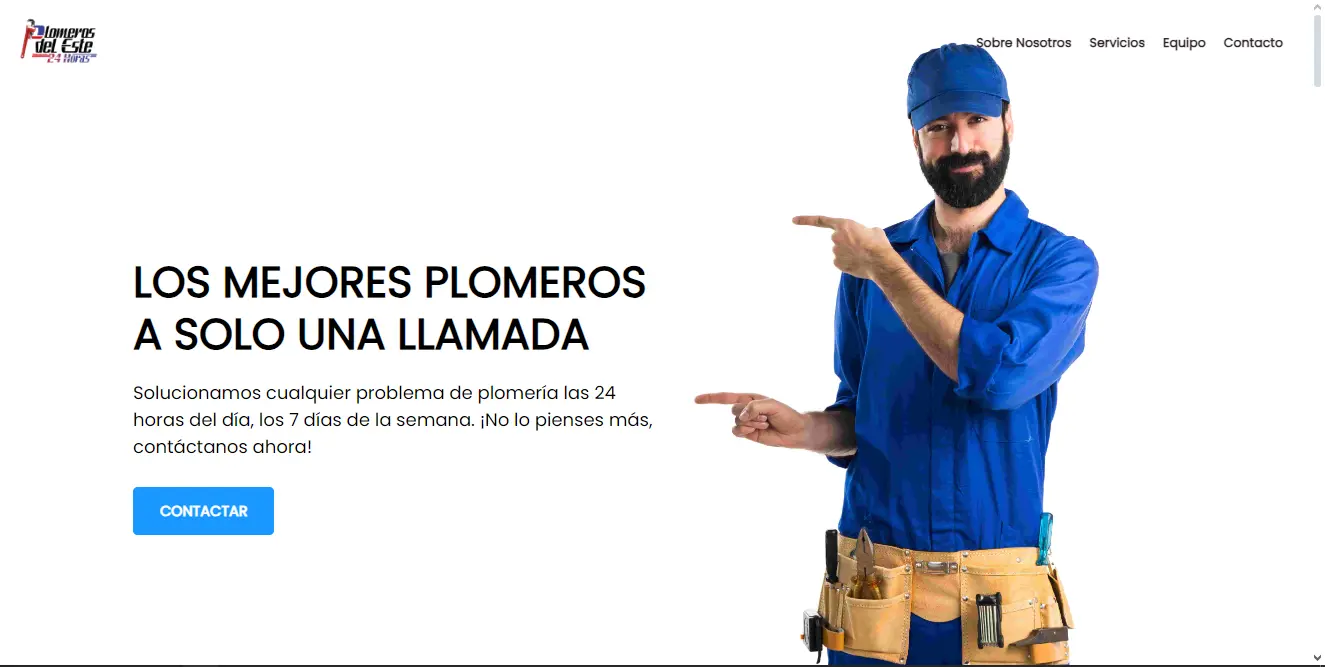 Plomeros
del Este
24 Horas
Sobre Nosotros Servicios Equipo Contacto
LOS MEJORES PLOMEROS
A SOLO UNA LLAMADA
Solucionamos cualquier problema de plomería las 24
horas del día, los 7 días de la semana. ¡No lo pienses más,
contáctanos ahora!
CONTACTAR